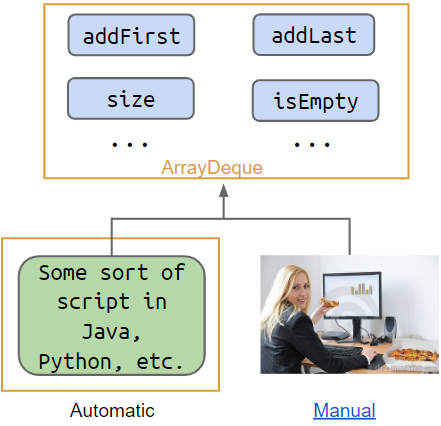 addFirst
addLast
size
isEmpty
...
...
ArrayDeque
Some sort of
script in
Java,
Python, etc.
Automatic
Manual